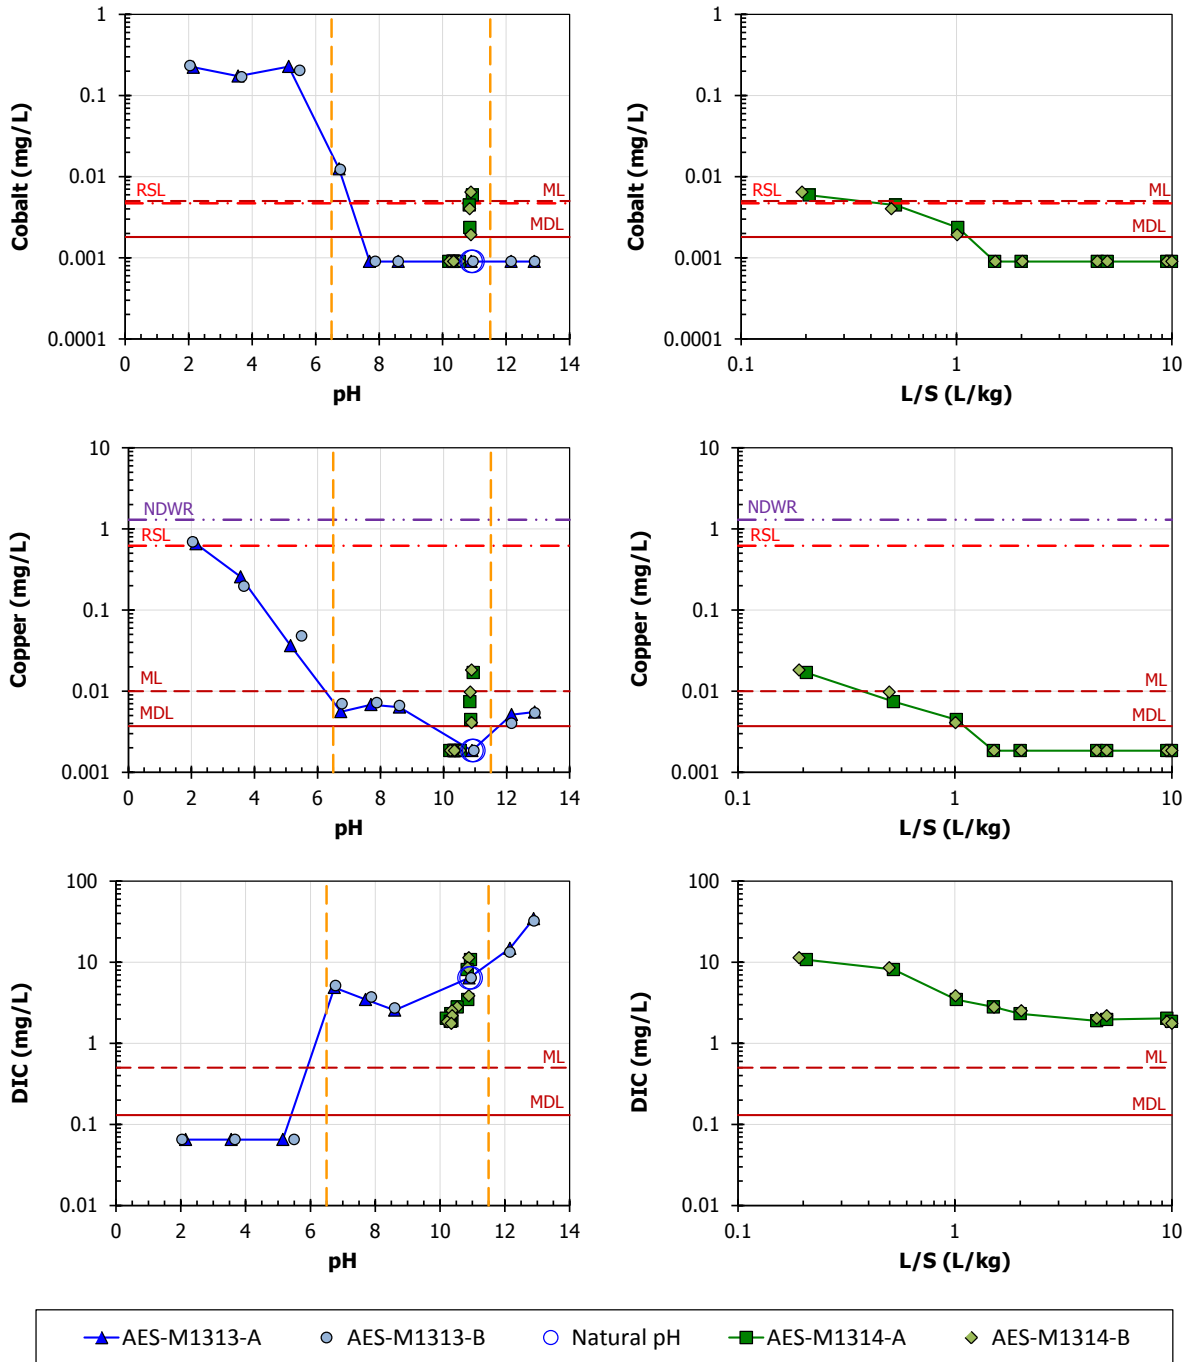 1
0.1
0.01
0.001
0.0001
Cobalt (mg/L)
RSL
ML
MDL
0 2 4 6 8 10 12 14
pH
1
0.1
0.01
0.001
0.0001
Cobalt (mg/L)
RSL
ML
MDL
0.1 1 10
L/S (L/kg)
10
1
0.1
0.01
0.001
Copper (mg/L)
NDWR
RSL
ML
MDL
0 2 4 6 8 10 12 14
pH
10
1
0.1
0.01
0.001
Copper (mg/L)
NDWR
RSL
ML
MDL
0.1 1 10
L/S (L/kg)
100
10
1
0.1
0.01
DIC (mg/L)
ML
MDL
0 2 4 6 8 10 12 14
pH
100
10
1
0.1
0.01
DIC (mg/L)
ML
MDL
0.1 1 10
L/S (L/kg)
AES-M1313-A AES-M1313-B Natural pH AES-M1314-A AES-M1314-B